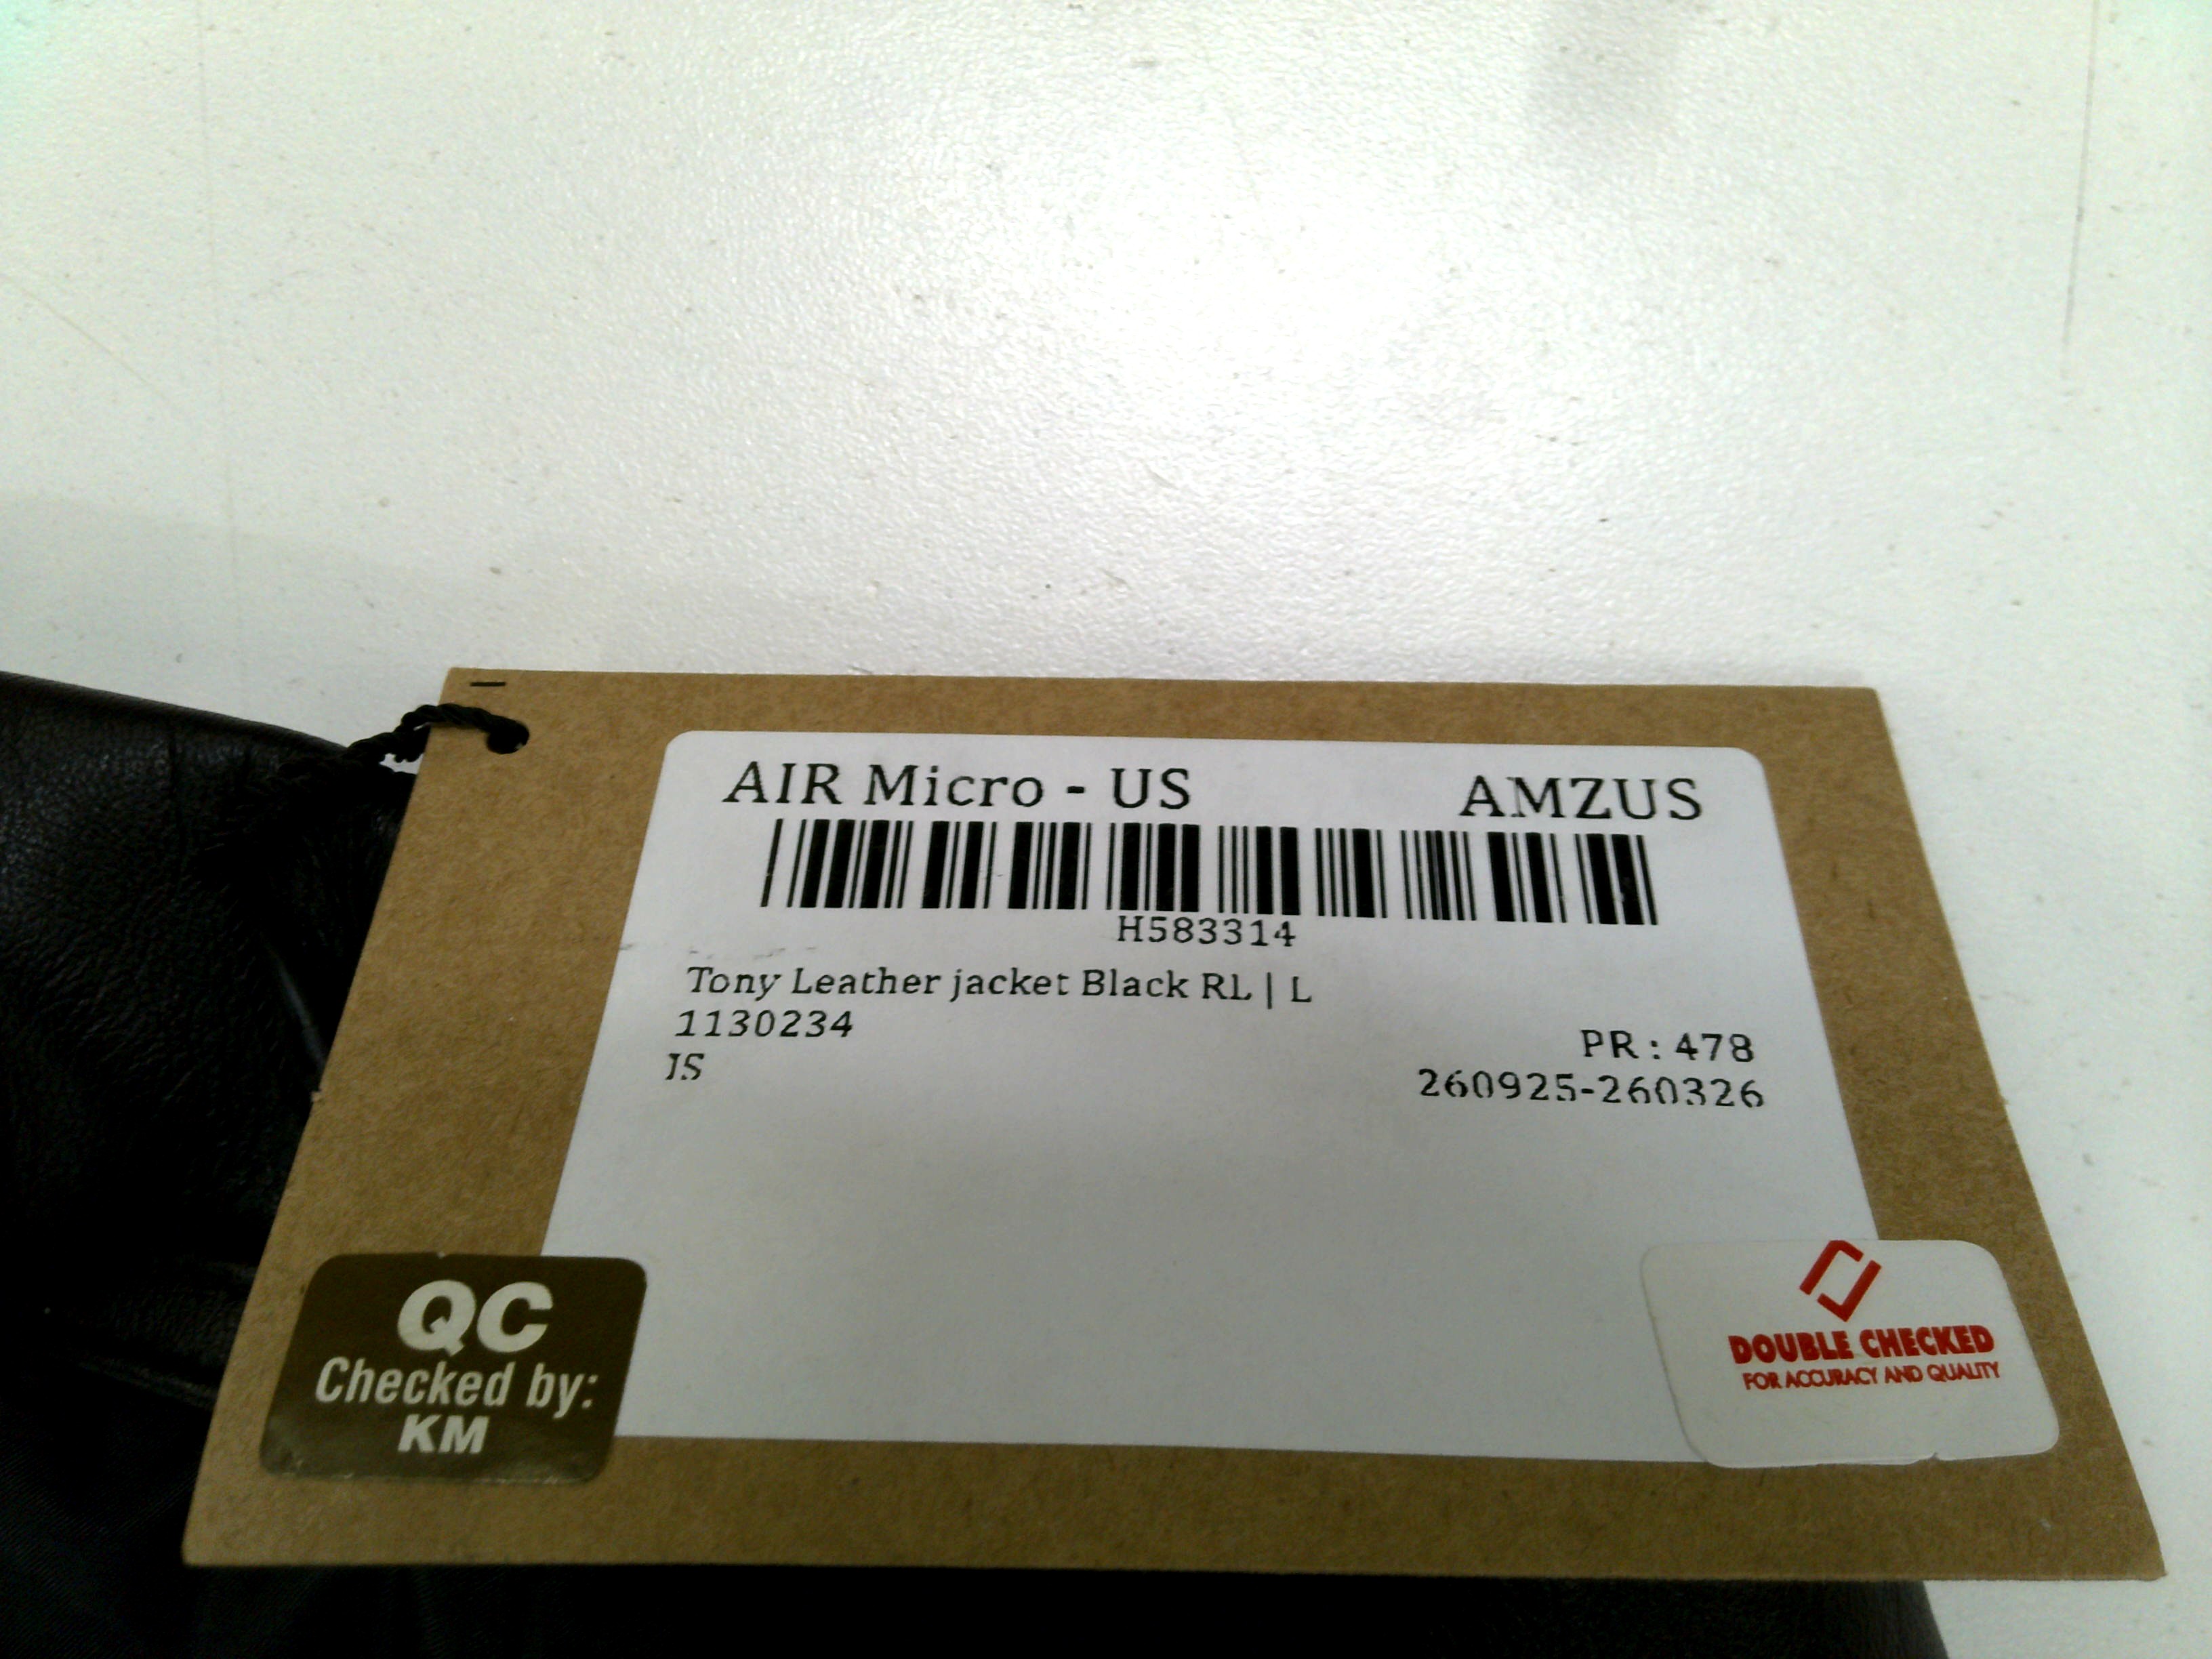 AIR Micro - US AMZUS
H583314
Tony Leather jacket Black RL | L
1130234
PR : 478
JS
260925-260326
QC
Checked by:
KM
DOUBLE CHECKED
FOR ACCURACY AND QUALITY